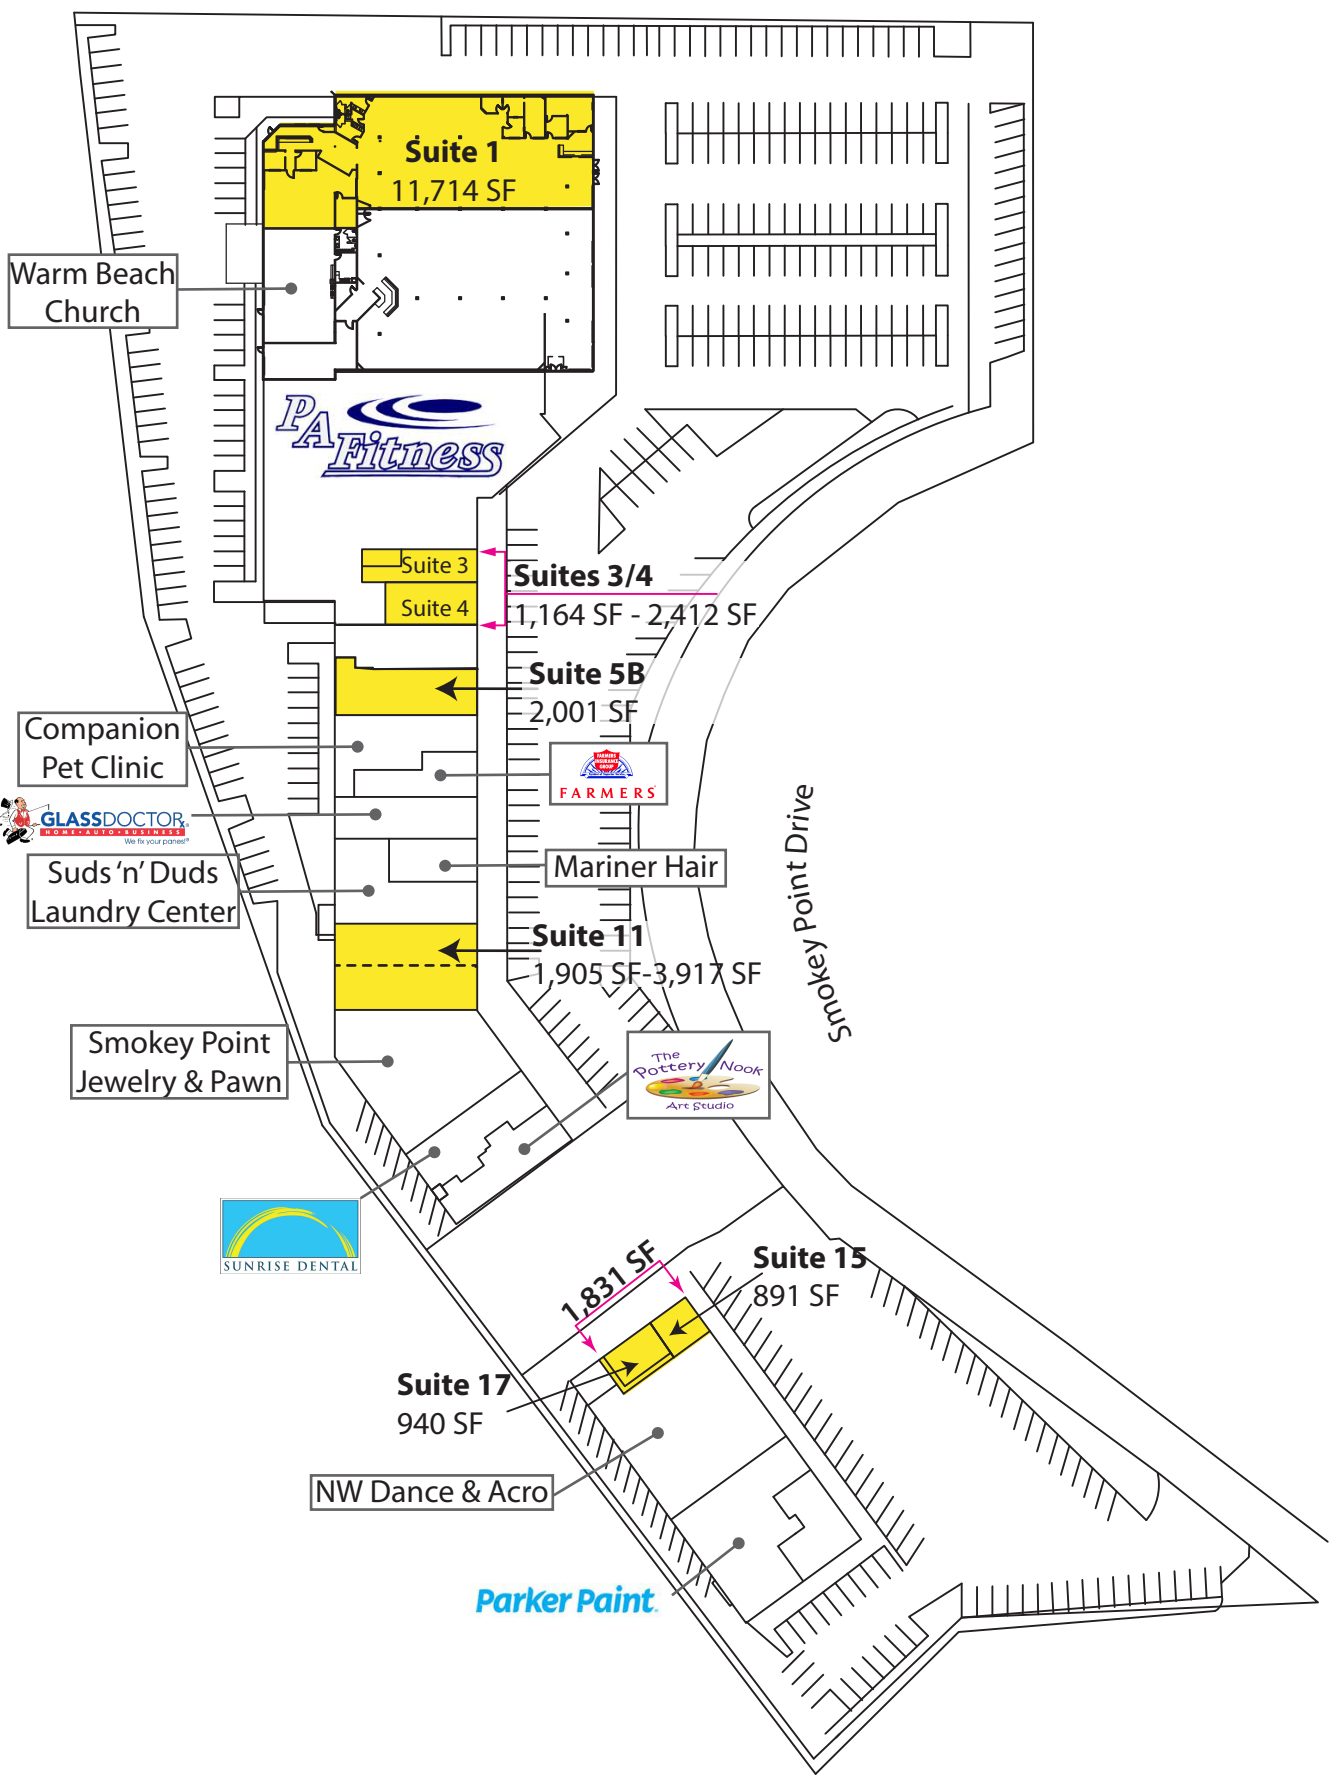 Suite 1
11,714 SF
Warm Beach
Church
PA Fitness
Suite 3
Suite 4
Suites 3/4
1,164 SF - 2,412 SF
Suite 5B
2,001 SF
Companion
Pet Clinic
FARMERS
INSURANCE
GROUP
FARMERS
GLASSDOCTOR
HOME • AUTO • BUSINESS
We fix your panes!®
Mariner Hair
Suds 'n' Duds
Laundry Center
Smokey Point Drive
Suite 11
1,905 SF-3,917 SF
Smokey Point
Jewelry & Pawn
The
Pottery Nook
Art Studio
SUNRISE DENTAL
1,831 SF
Suite 15
891 SF
Suite 17
940 SF
NW Dance & Acro
Parker Paint